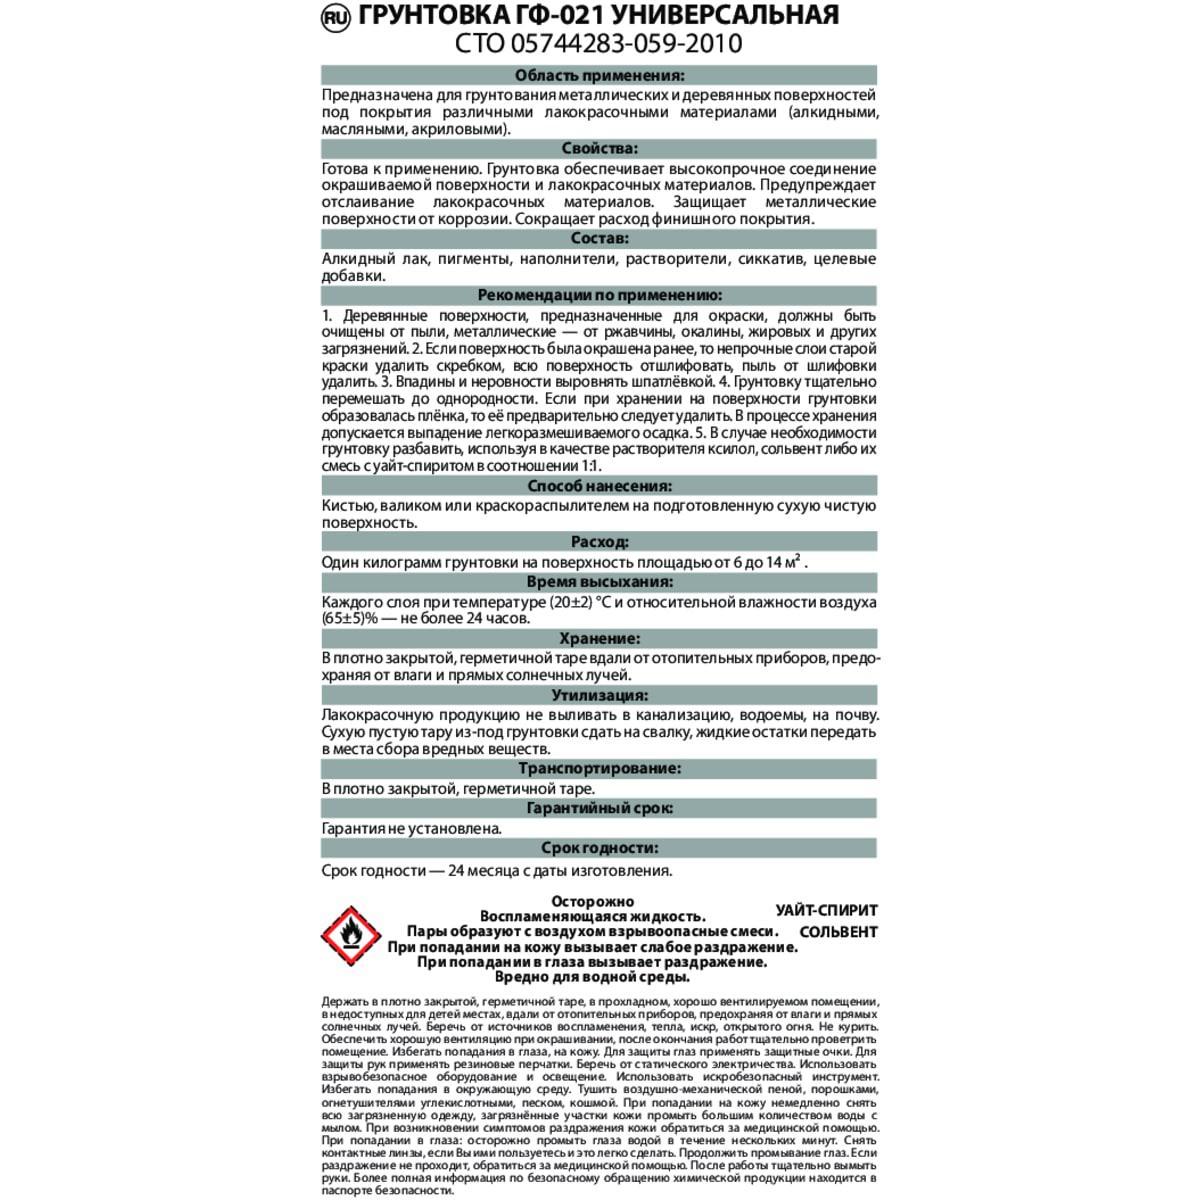 RU ГРУНТОВКА ГФ-021 УНИВЕРСАЛЬНАЯ
СТО 05744283-059-2010
Область применения:
Предназначена для грунтования металлических и деревянных поверхностей
под покрытия различными лакокрасочными материалами (алкидными,
масляными, акриловыми).
Свойства:
Готова к применению. Грунтовка обеспечивает высокопрочное соединение
окрашиваемой поверхности и лакокрасочных материалов. Предупреждает
отслаивание лакокрасочных материалов. Защищает металлические
поверхности от коррозии. Сокращает расход финишного покрытия.
Состав:
Алкидный лак, пигменты, наполнители, растворители, сиккатив, целевые
добавки.
Рекомендации по применению:
1. Деревянные поверхности, предназначенные для окраски, должны быть
очищены от пыли, металлические — от ржавчины, окалины, жировых и других
загрязнений. 2. Если поверхность была окрашена ранее, то непрочные слои старой
краски удалить скребком, всю поверхность отшлифовать, пыль от шлифовки
удалить. 3. Впадины и неровности выровнять шпатлёвкой. 4. Грунтовку тщательно
перемешать до однородности. Если при хранении на поверхности грунтовки
образовалась плёнка, то её предварительно следует удалить. В процессе хранения
допускается выпадение легкоразмешиваемого осадка. 5. В случае необходимости
грунтовку разбавить, используя в качестве растворителя ксилол, сольвент либо их
смесь с уайт-спиритом в соотношении 1:1.
Способ нанесения:
Кистью, валиком или краскораспылителем на подготовленную сухую чистую
поверхность.
Расход:
Один килограмм грунтовки на поверхность площадью от 6 до 14 м² .
Время высыхания:
Каждого слоя при температуре (20±2) °С и относительной влажности воздуха
(65±5)% — не более 24 часов.
Хранение:
В плотно закрытой, герметичной таре вдали от отопительных приборов, предо-
храняя от влаги и прямых солнечных лучей.
Утилизация:
Лакокрасочную продукцию не выливать в канализацию, водоемы, на почву.
Сухую пустую тару из-под грунтовки сдать на свалку, жидкие остатки передать
в места сбора вредных веществ.
Транспортирование:
В плотно закрытой, герметичной таре.
Гарантийный срок:
Гарантия не установлена.
Срок годности:
Срок годности — 24 месяца с даты изготовления.
Осторожно
Воспламеняющаяся жидкость.
Пары образуют с воздухом взрывоопасные смеси.
При попадании на кожу вызывает слабое раздражение.
При попадании в глаза вызывает раздражение.
Вредно для водной среды.
УАЙТ-СПИРИТ
СОЛЬВЕНТ
Держать в плотно закрытой, герметичной таре, в прохладном, хорошо вентилируемом помещении,
в недоступных для детей местах, вдали от отопительных приборов, предохраняя от влаги и прямых
солнечных лучей. Беречь от источников воспламенения, тепла, искр, открытого огня. Не курить.
Обеспечить хорошую вентиляцию при окрашивании, после окончания работ тщательно проветрить
помещение. Избегать попадания в глаза, на кожу. Для защиты глаз применять защитные очки. Для
защиты рук применять резиновые перчатки. Беречь от статического электричества. Использовать
взрывобезопасное оборудование и освещение. Использовать искробезопасный инструмент.
Избегать попадания в окружающую среду. Тушить воздушно-механической пеной, порошками,
огнетушителями углекислотными, песком, кошмой. При попадании на кожу немедленно снять
всю загрязненную одежду, загрязнённые участки кожи промыть большим количеством воды с
мылом. При возникновении симптомов раздражения кожи обратиться за медицинской помощью.
При попадании в глаза: осторожно промыть глаза водой в течение нескольких минут. Снять
контактные линзы, если Вы ими пользуетесь и это легко сделать. Продолжить промывание глаз. Если
раздражение не проходит, обратиться за медицинской помощью. После работы тщательно вымыть
руки. Более полная информация по безопасному обращению химической продукции находится в
паспорте безопасности.